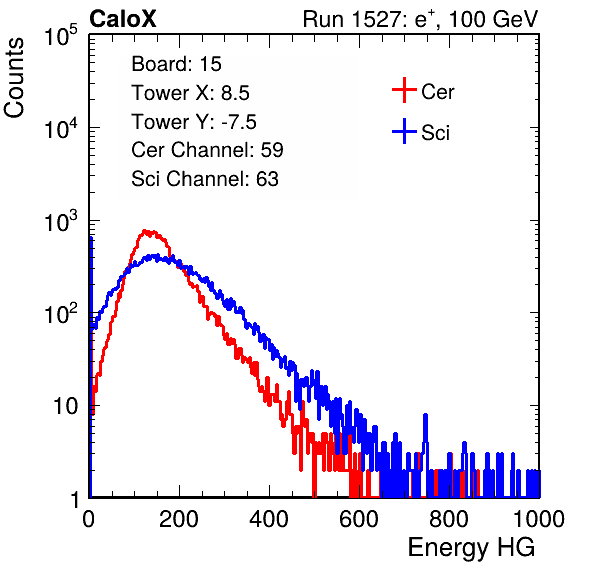 CaloX Run 1527: e⁺, 100 GeV
Counts
Board: 15
Tower X: 8.5
Tower Y: -7.5
Cer Channel: 59
Sci Channel: 63
Cer
Sci
10⁵
10⁴
10³
10²
10
1
0 200 400 600 800 1000
Energy HG